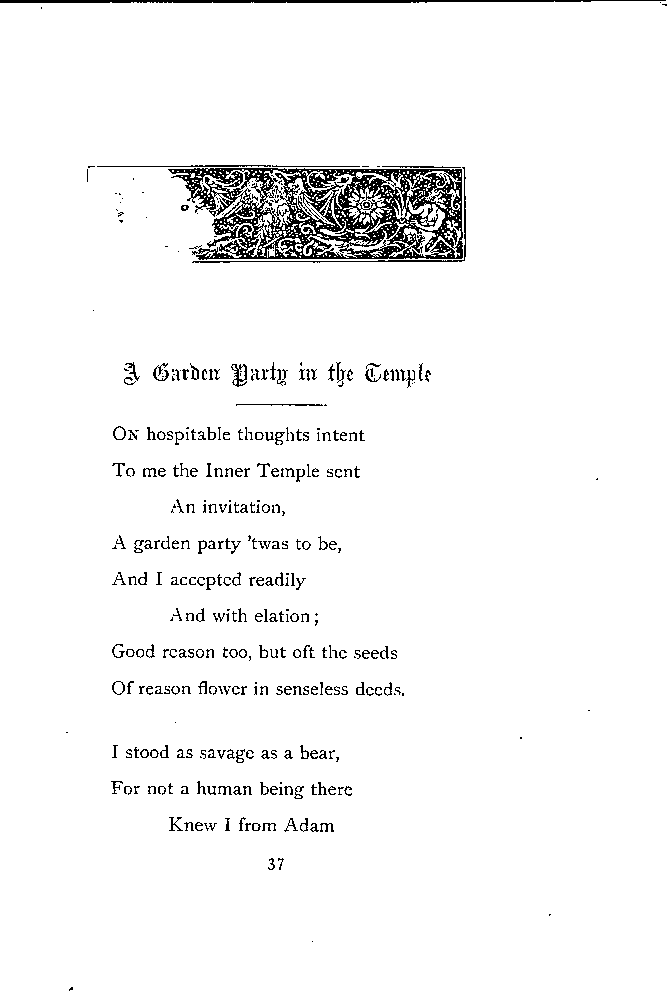 A Garden Party in the Temple
ON hospitable thoughts intent
To me the Inner Temple sent
An invitation,
A garden party 'twas to be,
And I accepted readily
And with elation;
Good reason too, but oft the seeds
Of reason flower in senseless deeds.
I stood as savage as a bear,
For not a human being there
Knew I from Adam
37